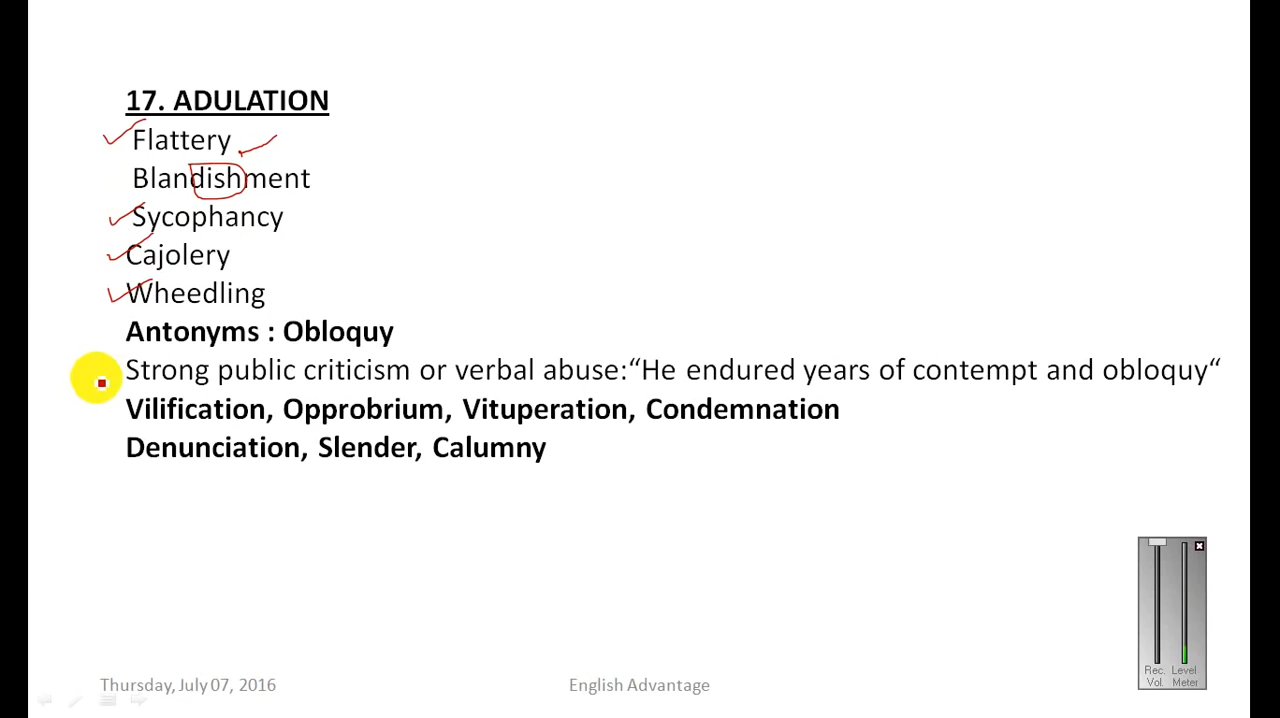 17. ADULATION
Flattery
Blandishment
Sycophancy
Cajolery
Wheedling
Antonyms : Obloquy
Strong public criticism or verbal abuse:“He endured years of contempt and obloquy“
Vilification, Opprobrium, Vituperation, Condemnation
Denunciation, Slender, Calumny
Rec. Level
Vol. Meter
Thursday, July 07, 2016 English Advantage